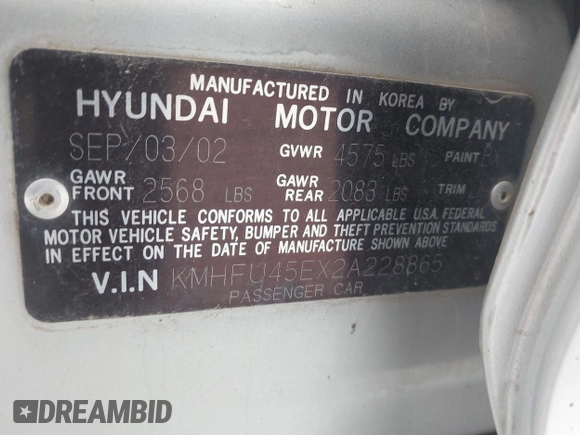 MANUFACTURED IN KOREA BY
HYUNDAI MOTOR COMPANY
SEP/03/02 GVWR 4575 LBS PAINT
GAWR FRONT 2568 LBS GAWR REAR 2083 LBS TRIM
THIS VEHICLE CONFORMS TO ALL APPLICABLE U.S.A. FEDERAL
MOTOR VEHICLE SAFETY, BUMPER AND THEFT PREVENTION STANDARDS
IN EFFECT ON THE DATE OF MANUFACTURE SHOWN ABOVE
V.I.N KMHFU45EX2A228865
PASSENGER CAR
DREAMBID